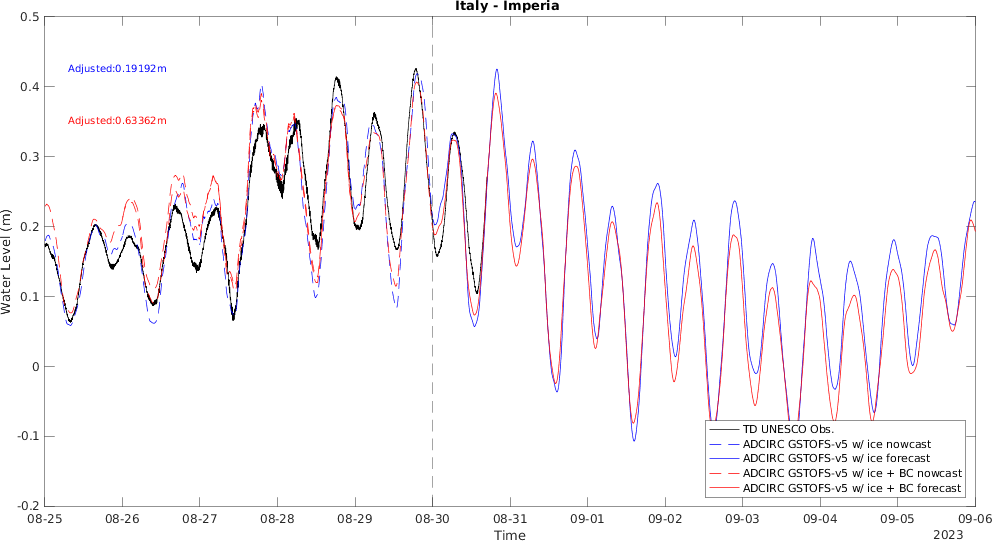 Italy - Imperia
0.5
Adjusted:0.19192m
0.4
Adjusted:0.63362m
0.3
0.2
Water Level (m)
0.1
0
-0.1
TD UNESCO Obs.
ADCIRC GSTOFS-v5 w/ ice nowcast
ADCIRC GSTOFS-v5 w/ ice forecast
ADCIRC GSTOFS-v5 w/ ice + BC nowcast
ADCIRC GSTOFS-v5 w/ ice + BC forecast
-0.2
08-25 08-26 08-27 08-28 08-29 08-30 08-31 09-01 09-02 09-03 09-04 09-05 09-06
Time
2023